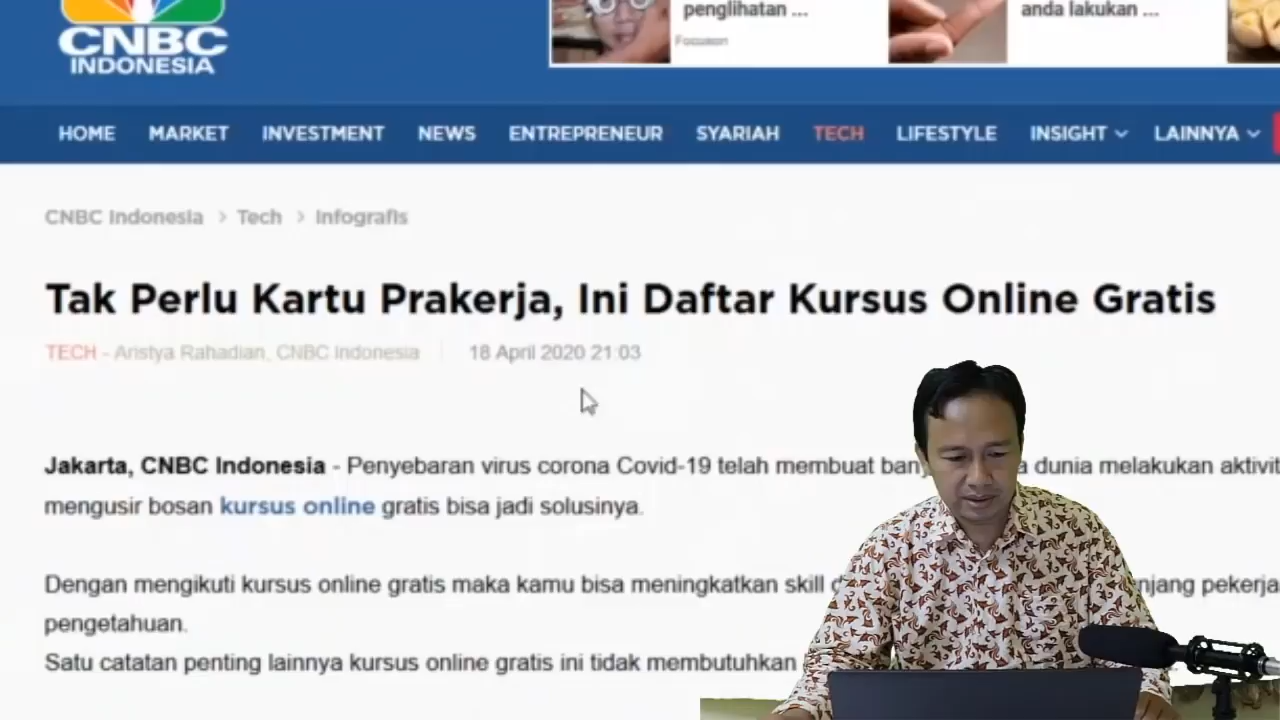 CNBC
INDONESIA
penglihatan ...
Focuson
anda lakukan ...
HOME MARKET INVESTMENT NEWS ENTREPRENEUR SYARIAH TECH LIFESTYLE INSIGHT LAINNYA
CNBC Indonesia > Tech > Infografis
Tak Perlu Kartu Prakerja, Ini Daftar Kursus Online Gratis
TECH - Aristya Rahadian, CNBC Indonesia 18 April 2020 21:03
Jakarta, CNBC Indonesia - Penyebaran virus corona Covid-19 telah membuat dunia melakukan
mengusir bosan kursus online gratis bisa jadi solusinya.
Dengan mengikuti kursus online gratis maka kamu bisa meningkatkan skill
pengetahuan.
Satu catatan penting lainnya kursus online gratis ini tidak membutuhkan